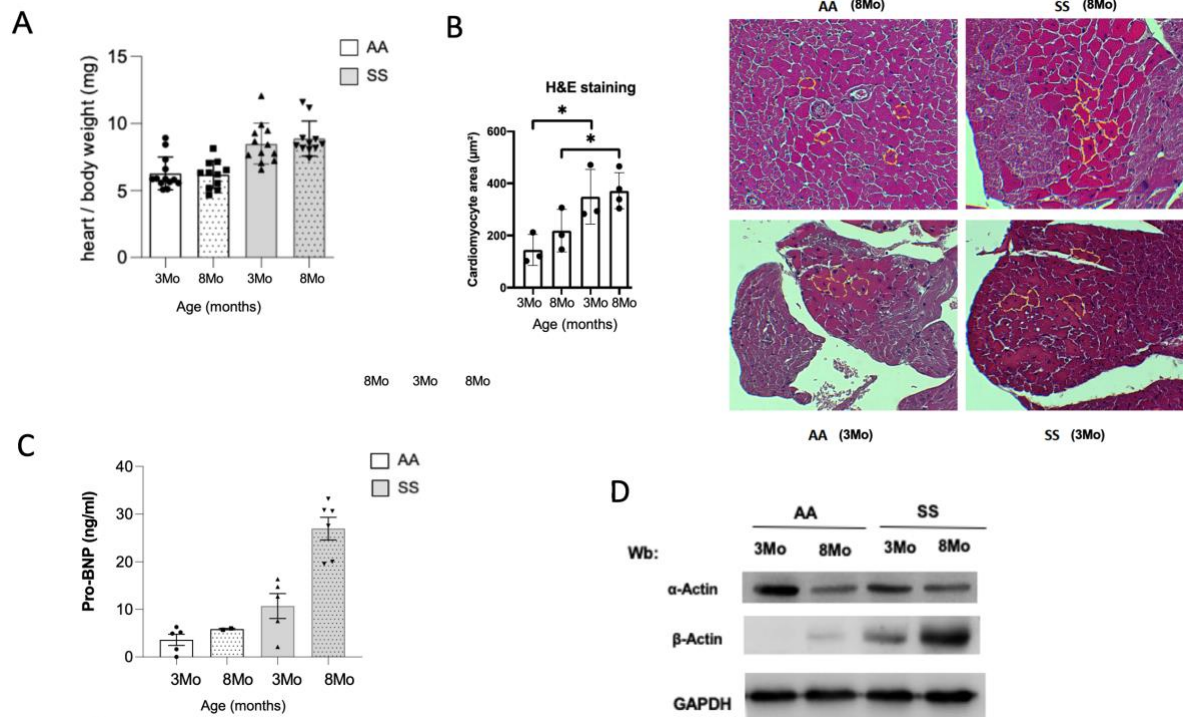 A
heart / body weight (mg)
15
10
5
0
3Mo 8Mo 3Mo 8Mo
Age (months)
AA
SS
B
H&E staining
*
*
Cardiomyocyte area (µm²)
600
400
200
0
3Mo 8Mo 3Mo 8Mo
Age (months)
AA (8Mo) SS (8Mo)
AA (3Mo) SS (3Mo)
8Mo 3Mo 8Mo
C
Pro-BNP (ng/ml)
40
30
20
10
0
3Mo 8Mo 3Mo 8Mo
Age (months)
AA
SS
D
AA SS
Wb: 3Mo 8Mo 3Mo 8Mo
α-Actin
β-Actin
GAPDH